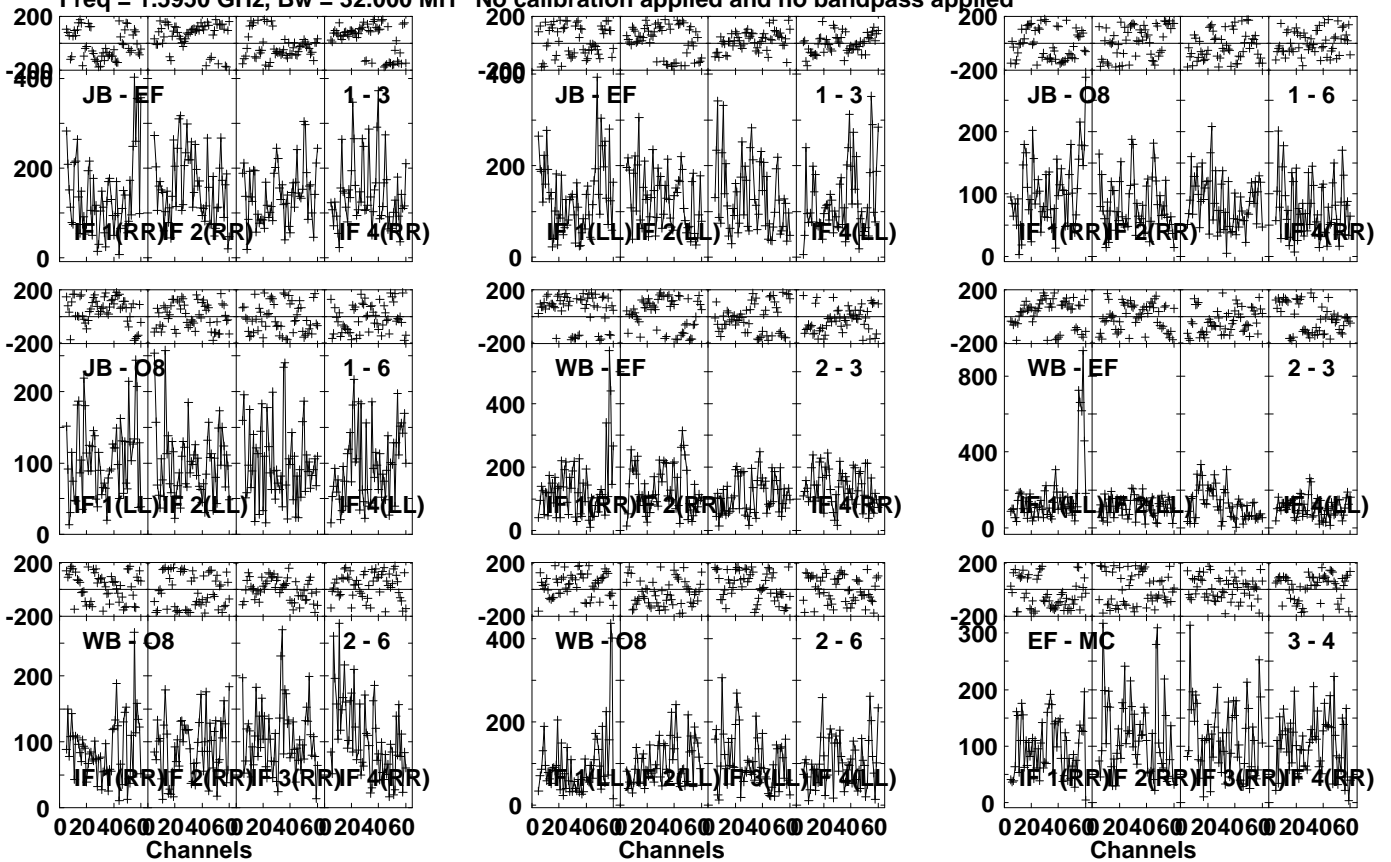 Freq = 1.5950 GHz, Bw = 32.000 MH No calibration applied and no bandpass applied
200
-200
400
200
0
JB - EF 1 - 3
IF 1(RR) IF 2(RR) IF 4(RR)
200
-200
400
200
0
JB - EF 1 - 3
IF 1(LL) IF 2(LL) IF 4(LL)
200
-200
200
100
0
JB - O8 1 - 6
IF 1(RR) IF 2(RR) IF 4(RR)
200
-200
200
100
0
JB - O8 1 - 6
IF 1(LL) IF 2(LL) IF 4(LL)
200
-200
400
200
0
WB - EF 2 - 3
IF 1(RR) IF 2(RR) IF 4(RR)
200
-200
800
400
0
WB - EF 2 - 3
IF 1(LL) IF 2(LL) IF 4(LL)
200
-200
200
100
0
WB - O8 2 - 6
IF 1(RR) IF 2(RR) IF 3(RR) IF 4(RR)
0 20 40 60 0 20 40 60 0 20 40 60 0 20 40 60
Channels
200
-200
400
200
0
WB - O8 2 - 6
IF 1(LL) IF 2(LL) IF 3(LL) IF 4(LL)
0 20 40 60 0 20 40 60 0 20 40 60 0 20 40 60
Channels
200
-200
300
200
100
0
EF - MC 3 - 4
IF 1(RR) IF 2(RR) IF 3(RR) IF 4(RR)
0 20 40 60 0 20 40 60 0 20 40 60 0 20 40 60
Channels